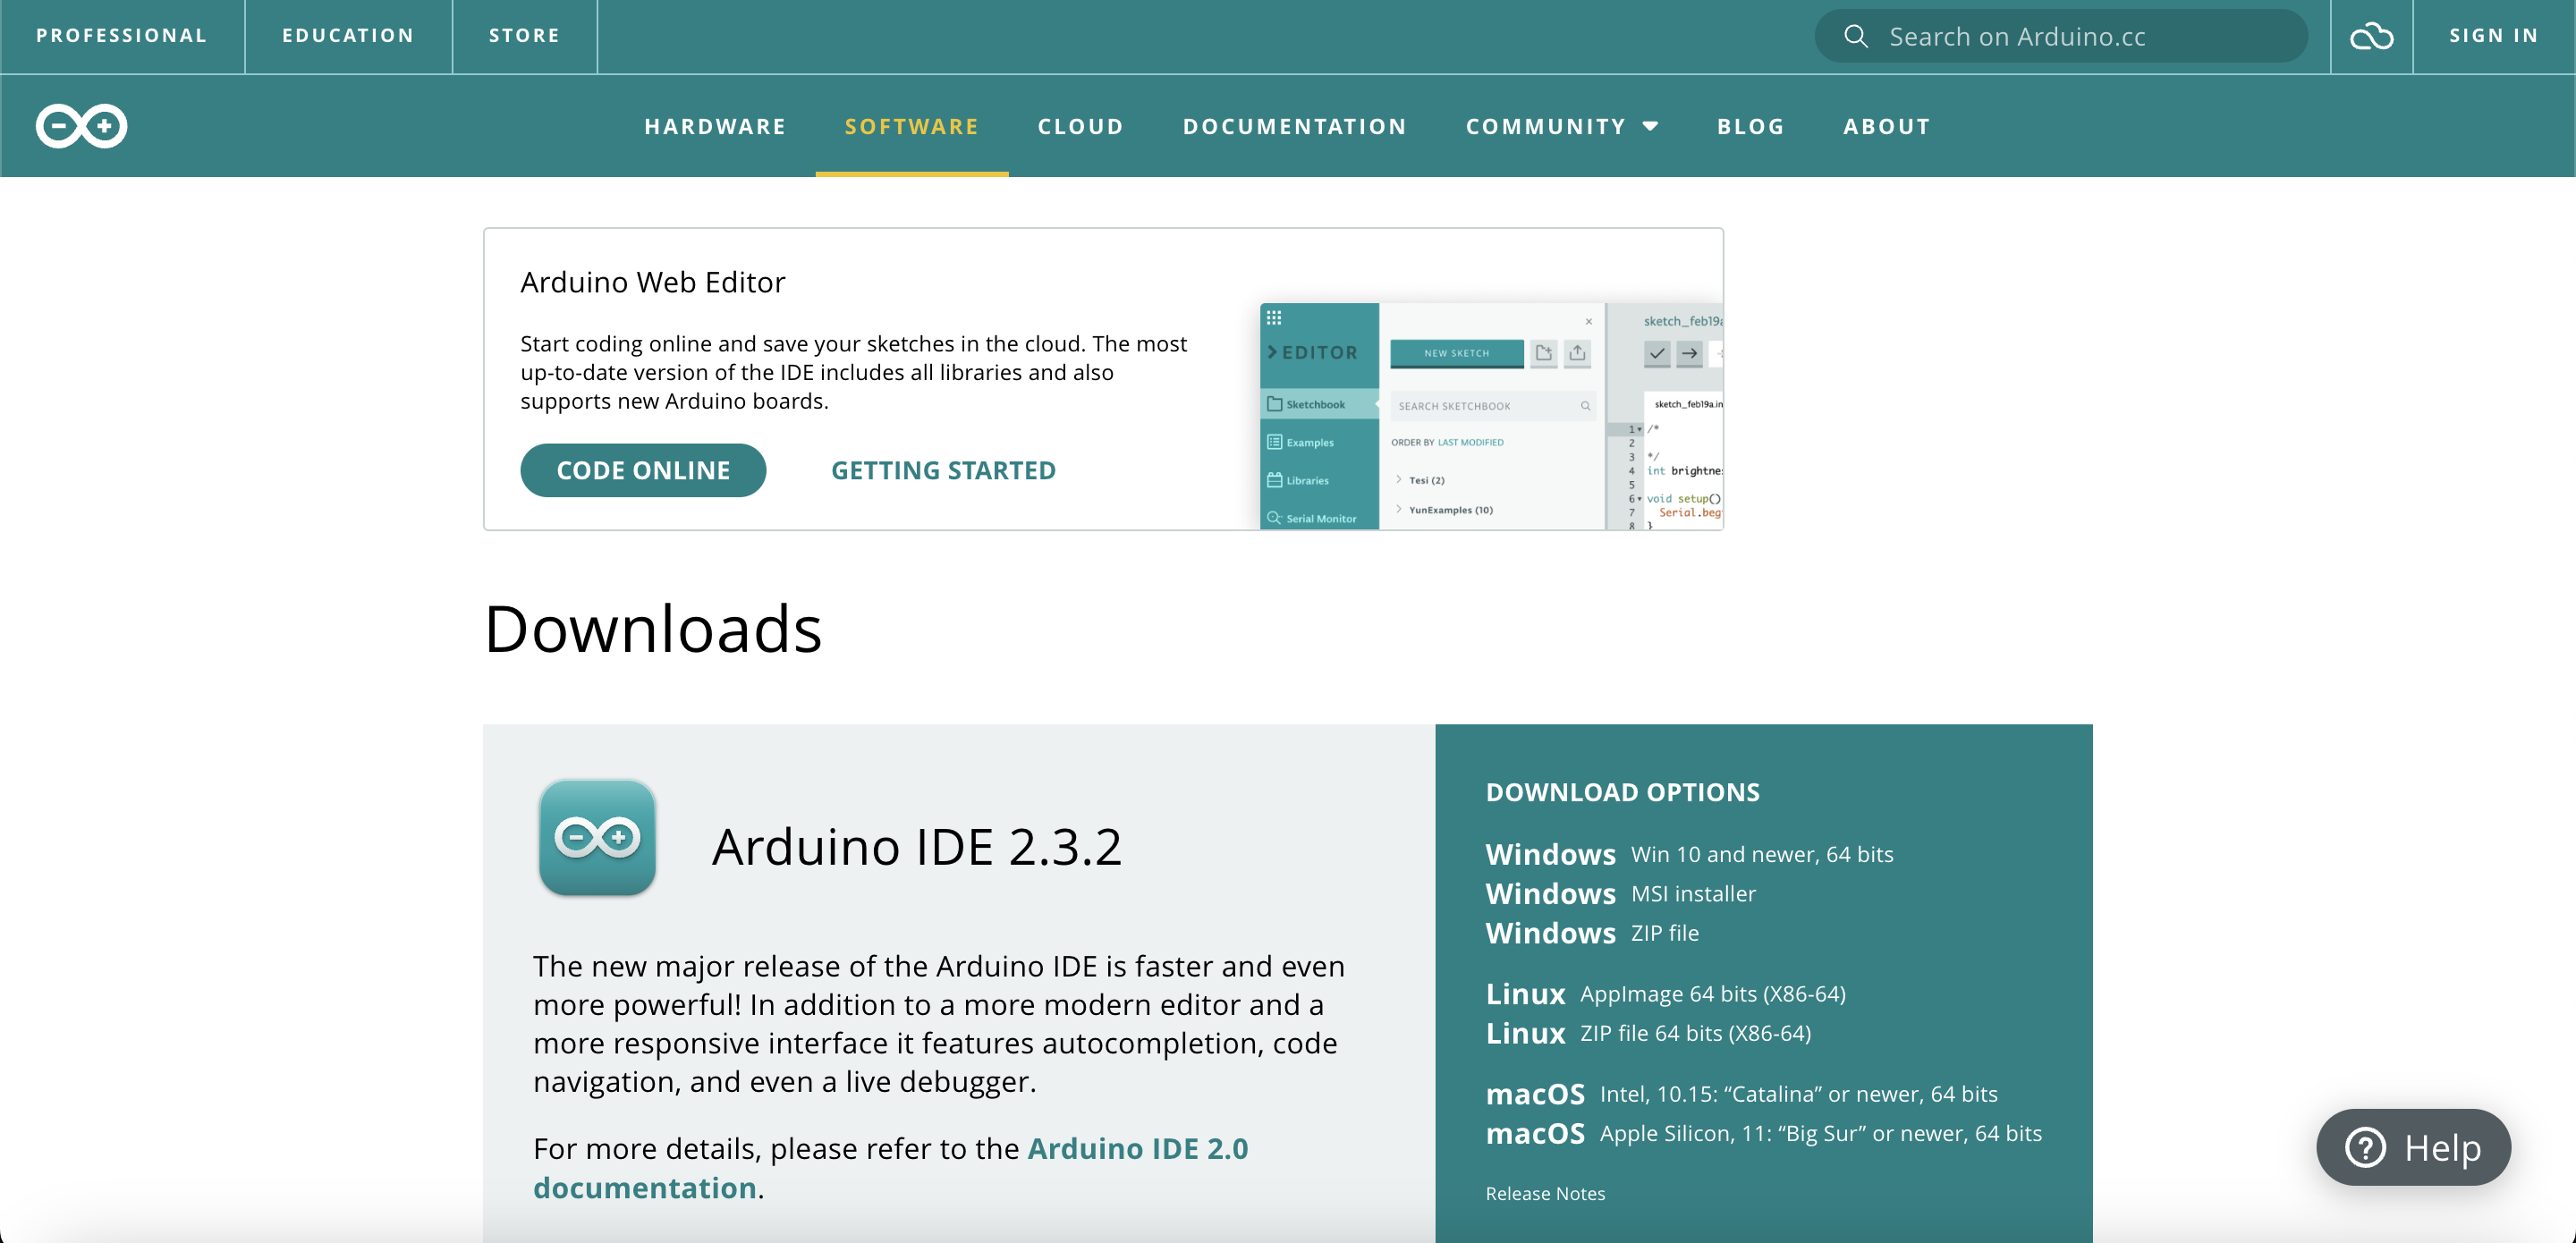 PROFESSIONAL
EDUCATION
STORE
Search on Arduino.cc
SIGN IN
HARDWARE
SOFTWARE
CLOUD
DOCUMENTATION
COMMUNITY
BLOG
ABOUT
Arduino Web Editor
Start coding online and save your sketches in the cloud. The most
up-to-date version of the IDE includes all libraries and also
supports new Arduino boards.
CODE ONLINE
GETTING STARTED
EDITOR
Sketchbook
Examples
Libraries
Serial Monitor
NEW SKETCH
SEARCH SKETCHBOOK
ORDER BY LAST MODIFIED
Tesi (2)
YunExamples (10)
sketch_feb19a
sketch_feb19a.in
1 /*
2
3 */
4 int brightne
5
6 void setup()
7 Serial.beg
8 }
Downloads
Arduino IDE 2.3.2
The new major release of the Arduino IDE is faster and even
more powerful! In addition to a more modern editor and a
more responsive interface it features autocompletion, code
navigation, and even a live debugger.
For more details, please refer to the Arduino IDE 2.0
documentation.
DOWNLOAD OPTIONS
Windows Win 10 and newer, 64 bits
Windows MSI installer
Windows ZIP file
Linux AppImage 64 bits (X86-64)
Linux ZIP file 64 bits (X86-64)
macOS Intel, 10.15: “Catalina” or newer, 64 bits
macOS Apple Silicon, 11: “Big Sur” or newer, 64 bits
Release Notes
Help